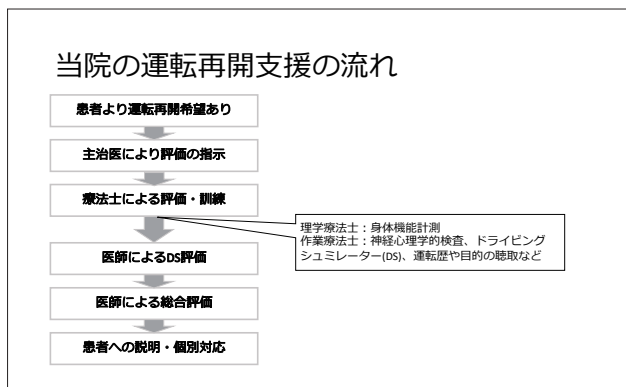 当院の運転再開支援の流れ
患者より運転再開希望あり
主治医により評価の指示
療法士による評価・訓練
理学療法士：身体機能計測
作業療法士：神経心理学的検査、ドライビング
シュミレーター(DS)、運転歴や目的の聴取など
医師によるDS評価
医師による総合評価
患者への説明・個別対応